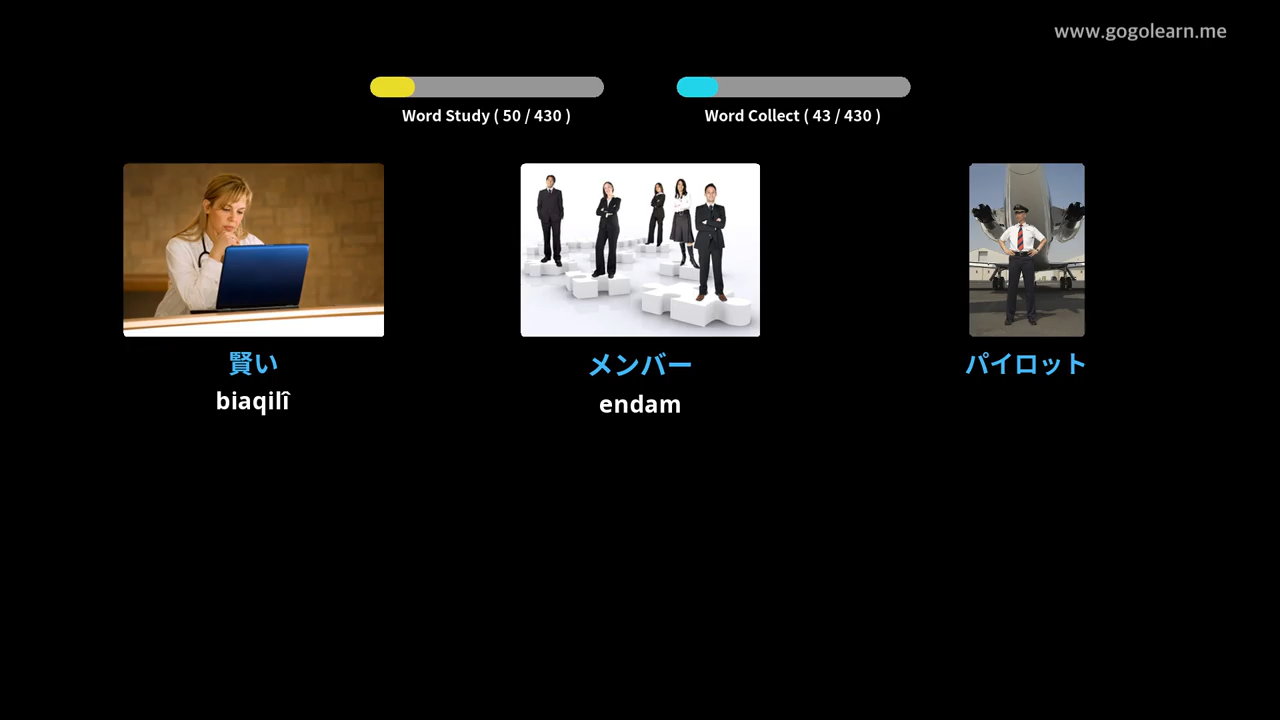 www.gogolearn.me
Word Study ( 50 / 430 )
Word Collect ( 43 / 430 )
賢い
メンバー
パイロット
biaqilî
endam